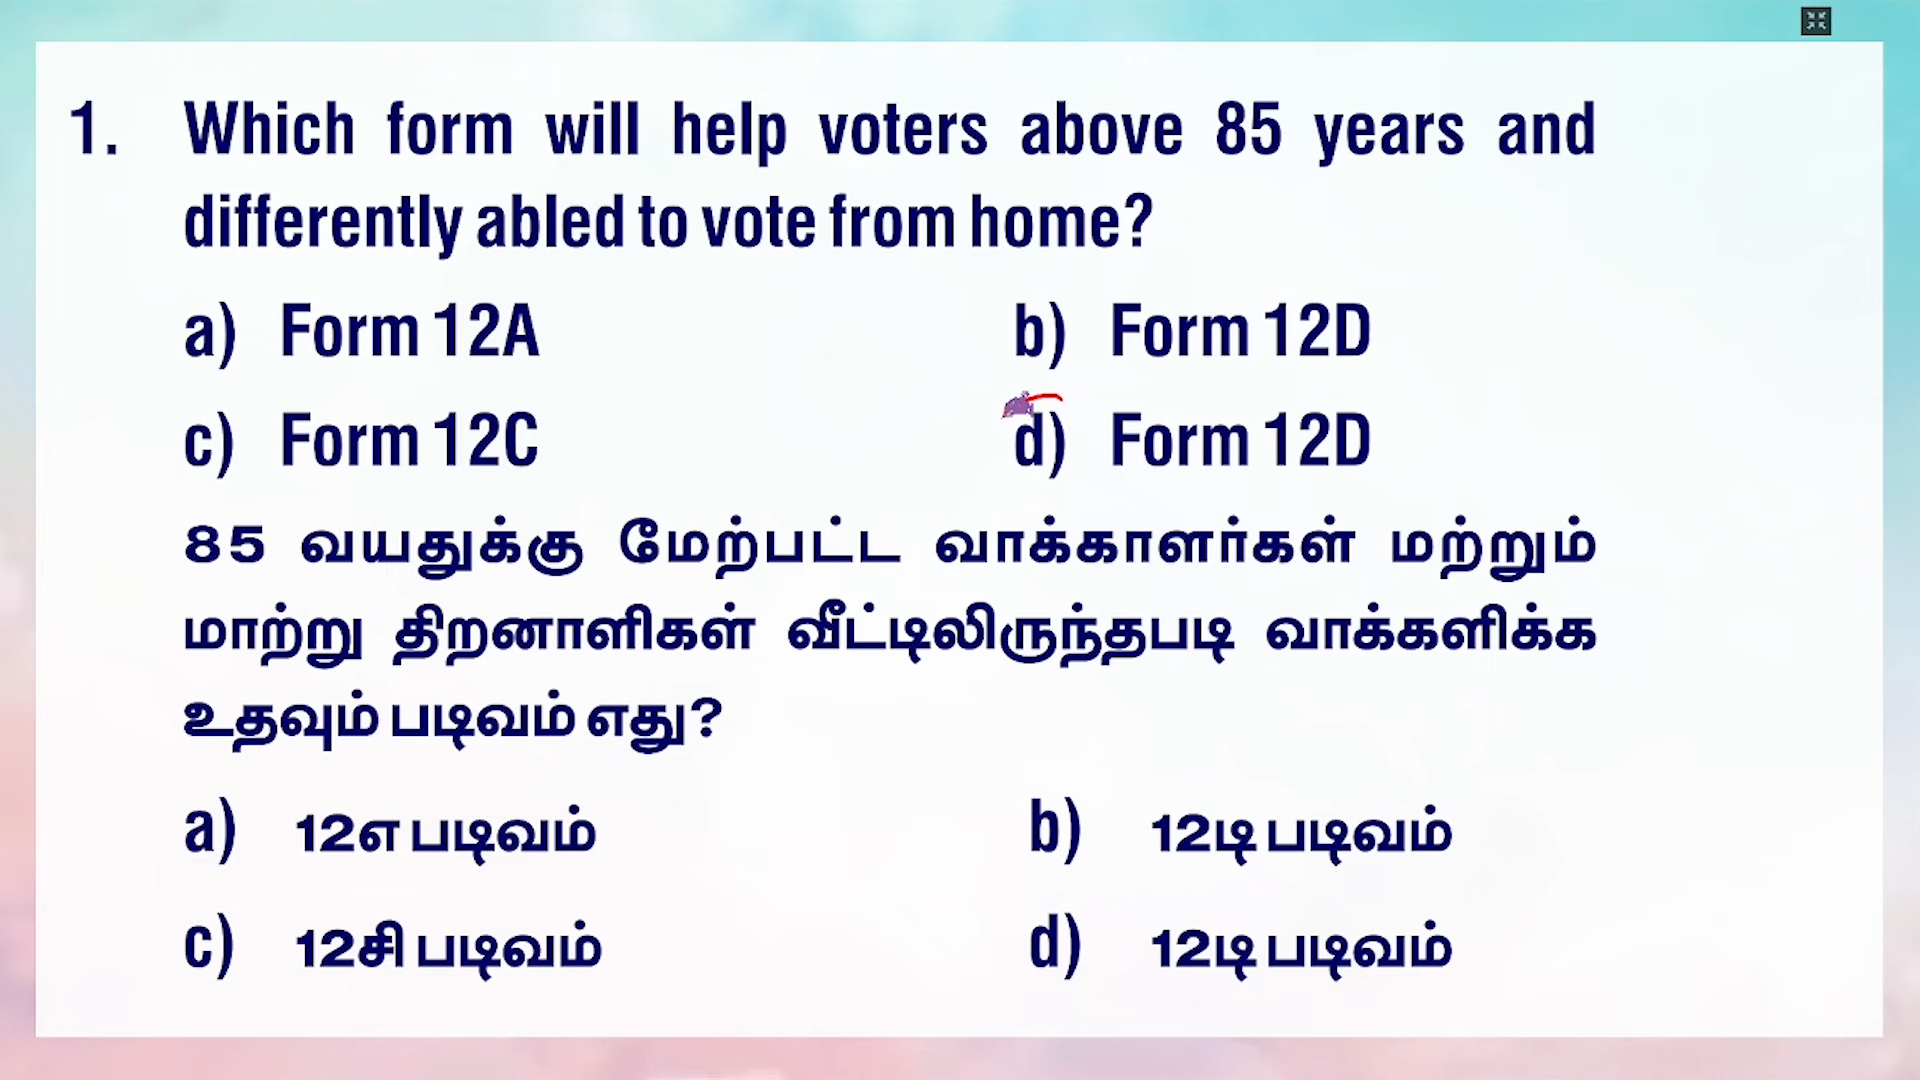 1. Which form will help voters above 85 years and
differently abled to vote from home?
a) Form 12A b) Form 12D
c) Form 12C d) Form 12D
85 வயதுக்கு மேற்பட்ட வாக்காளர்கள் மற்றும்
மாற்று திறனாளிகள் வீட்டிலிருந்தபடி வாக்களிக்க
உதவும் படிவம் எது?
a) 12எ படிவம் b) 12டி படிவம்
c) 12சி படிவம் d) 12டி படிவம்